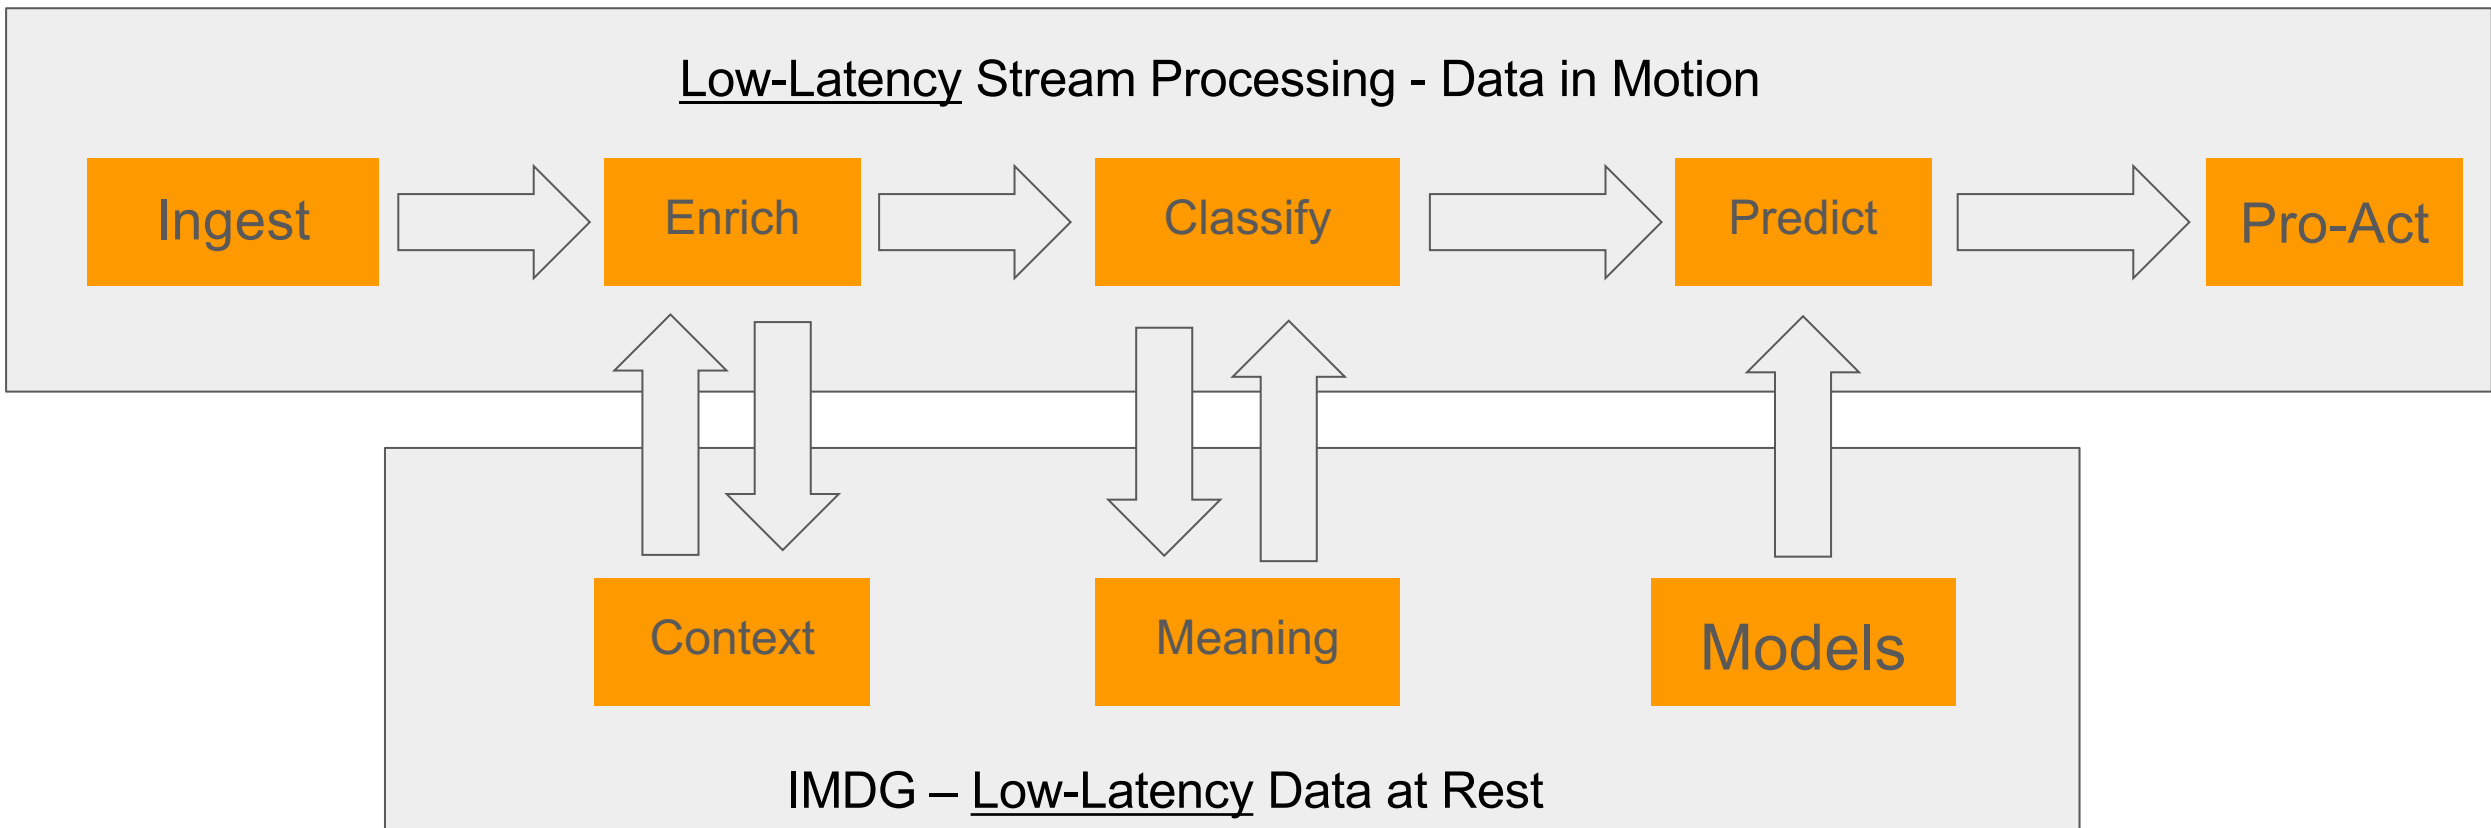 Low-Latency Stream Processing - Data in Motion
Ingest
Enrich
Classify
Predict
Pro-Act
Context
Meaning
Models
IMDG – Low-Latency Data at Rest